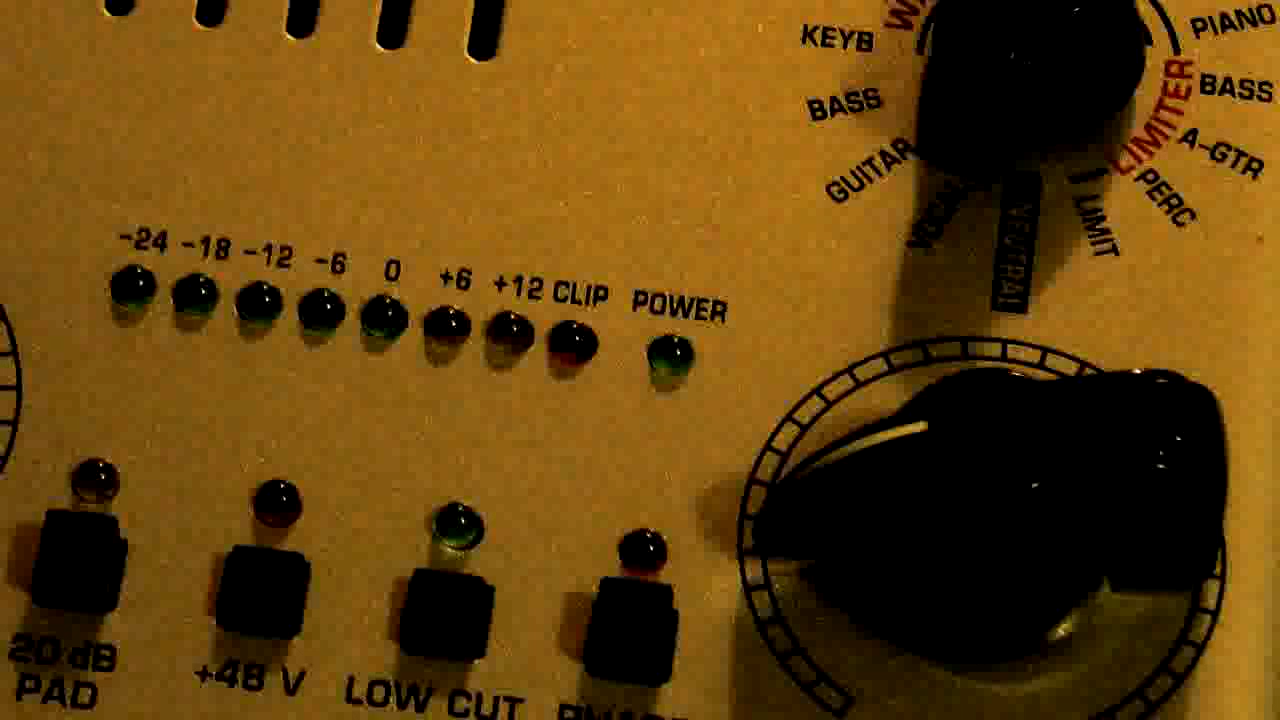 KEYB
BASS
GUITAR
VOCAL
NEUTRAL
LIMIT
PERC
A-GTR
BASS
PIANO
LIMITER
-24 -18 -12 -6 0 +6 +12 CLIP POWER
20 dB
PAD
+48 V
LOW CUT